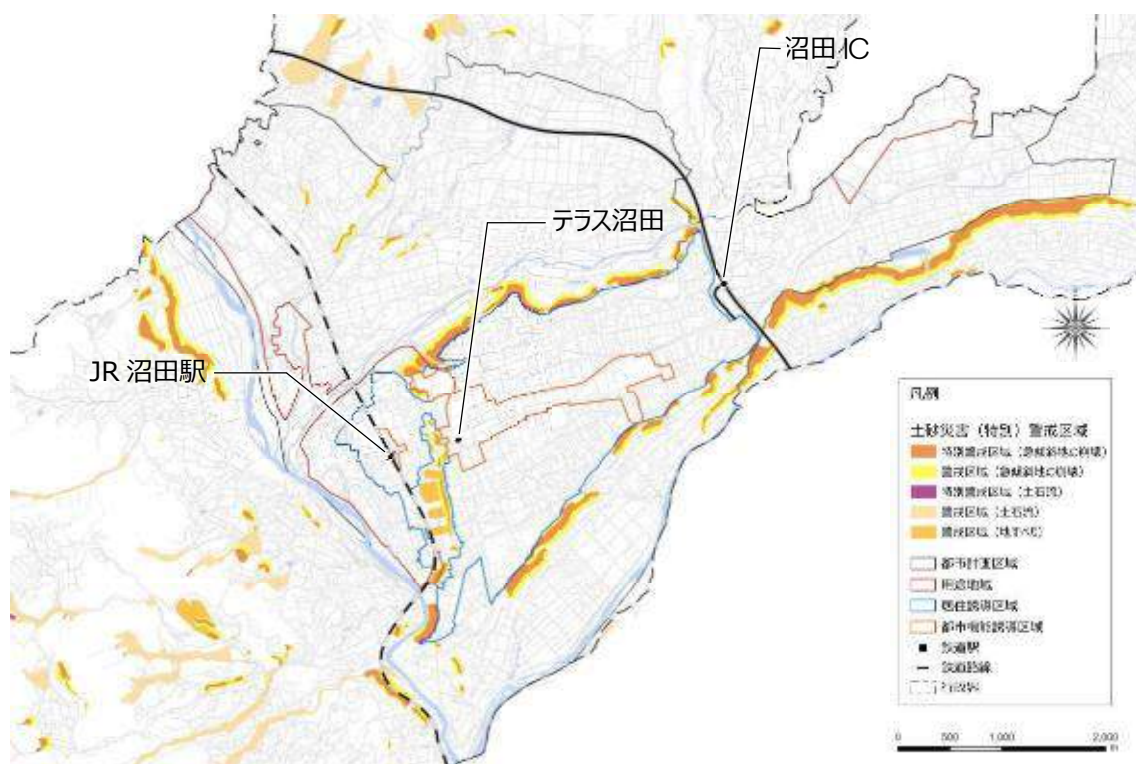 沼田 IC
テラス沼田
JR 沼田駅
凡例
土砂災害（特別）警戒区域
特別警戒区域（急傾斜地の崩壊）
警戒区域（急傾斜地の崩壊）
特別警戒区域（土石流）
警戒区域（土石流）
警戒区域（地すべり）
都市計画区域
用途地域
居住誘導区域
都市機能誘導区域
鉄道駅
鉄道路線
行政界
0 500 1,000 2,000
m